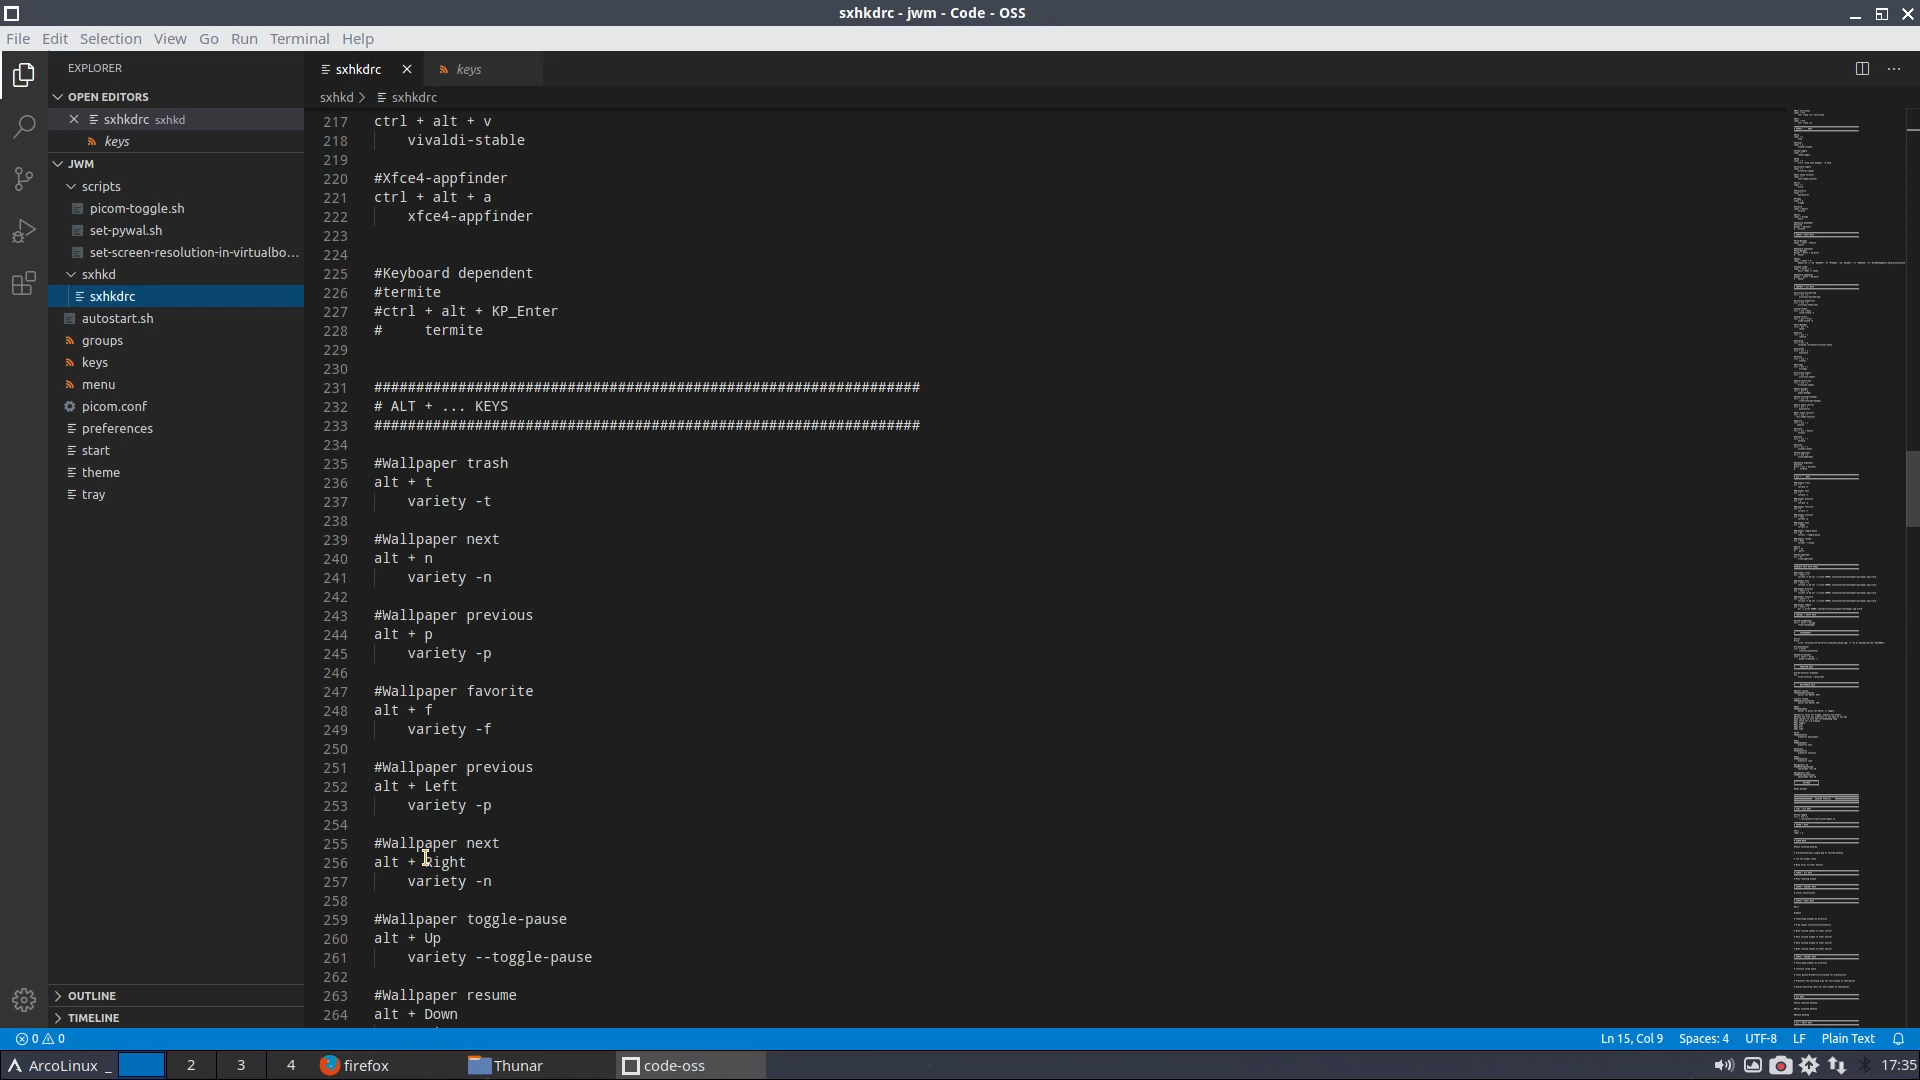 sxhkdrc - jwm - Code - OSS
File Edit Selection View Go Run Terminal Help
EXPLORER
OPEN EDITORS
sxhkdrc sxhkd
keys
JWM
scripts
picom-toggle.sh
set-pywal.sh
set-screen-resolution-in-virtualbo...
sxhkd
sxhkdrc
autostart.sh
groups
keys
menu
picom.conf
preferences
start
theme
tray
OUTLINE
TIMELINE
sxhkdrc keys
sxhkd > sxhkdrc
217 ctrl + alt + v
218 vivaldi-stable
219
220 #Xfce4-appfinder
221 ctrl + alt + a
222 xfce4-appfinder
223
224
225 #Keyboard dependent
226 #termite
227 #ctrl + alt + KP_Enter
228 # termite
229
230
231 #################################################################
232 # ALT + ... KEYS
233 #################################################################
234
235 #Wallpaper trash
236 alt + t
237 variety -t
238
239 #Wallpaper next
240 alt + n
241 variety -n
242
243 #Wallpaper previous
244 alt + p
245 variety -p
246
247 #Wallpaper favorite
248 alt + f
249 variety -f
250
251 #Wallpaper previous
252 alt + Left
253 variety -p
254
255 #Wallpaper next
256 alt + Right
257 variety -n
258
259 #Wallpaper toggle-pause
260 alt + Up
261 variety --toggle-pause
262
263 #Wallpaper resume
264 alt + Down
0 0 Ln 15, Col 9 Spaces: 4 UTF-8 LF Plain Text
ArcoLinux _ 2 3 4 firefox Thunar code-oss 17:35